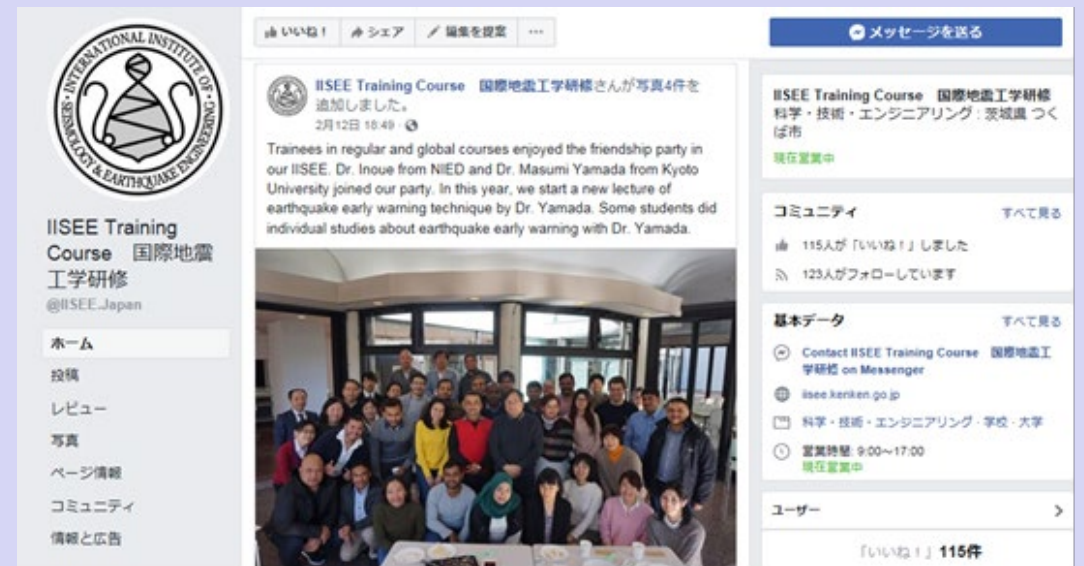 INTERNATIONAL INSTITUTE OF
SEISMOLOGY & EARTHQUAKE ENGINEERING
IISEE Training
Course 国際地震
工学研修
@IISEE.Japan
ホーム
投稿
レビュー
写真
ページ情報
コミュニティ
情報と広告
いいね！ シェア 編集を提案 ...
IISEE Training Course 国際地震工学研修さんが写真4件を
追加しました。
2月12日 18:49 ·
Trainees in regular and global courses enjoyed the friendship party in
our IISEE. Dr. Inoue from NIED and Dr. Masumi Yamada from Kyoto
University joined our party. In this year, we start a new lecture of
earthquake early warning technique by Dr. Yamada. Some students did
individual studies about earthquake early warning with Dr. Yamada.
メッセージを送る
IISEE Training Course 国際地震工学研修
科学・技術・エンジニアリング · 茨城県 つく
ば市
現在営業中
コミュニティ すべて見る
115人が「いいね！」しました
123人がフォローしています
基本データ すべて見る
Contact IISEE Training Course 国際地震工
学研修 on Messenger
iisee.kenken.go.jp
科学・技術・エンジニアリング · 学校 · 大学
営業時間: 9:00～17:00
現在営業中
ユーザー
「いいね！」115件